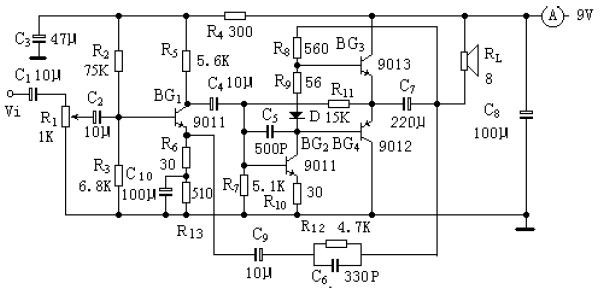 R4 300
A
9V
C3 47μ
R2
75K
R5
5.6K
R8 560
BG3
9013
RL
8
C1 10μ
C4 10μ
R9 56
C2
BG1
R11
C7
Vi
R1
1K
10μ
9011
C5
D 15K
220μ
C8
100μ
500P
BG2 BG4
R6
30
9011
9012
R3
6.8K
C10
100μ
510
R7 5.1K
R10
30
R13
R12 4.7K
C9
10μ
C6 330P